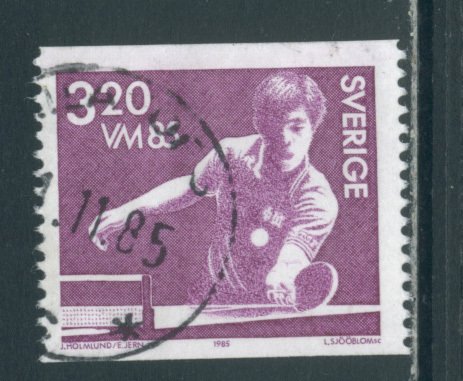 3.20
VM 85
SVERIGE
.11.85
J.HOLMLUND/E.JERN
1985
L.SJÖÖBLOM SC